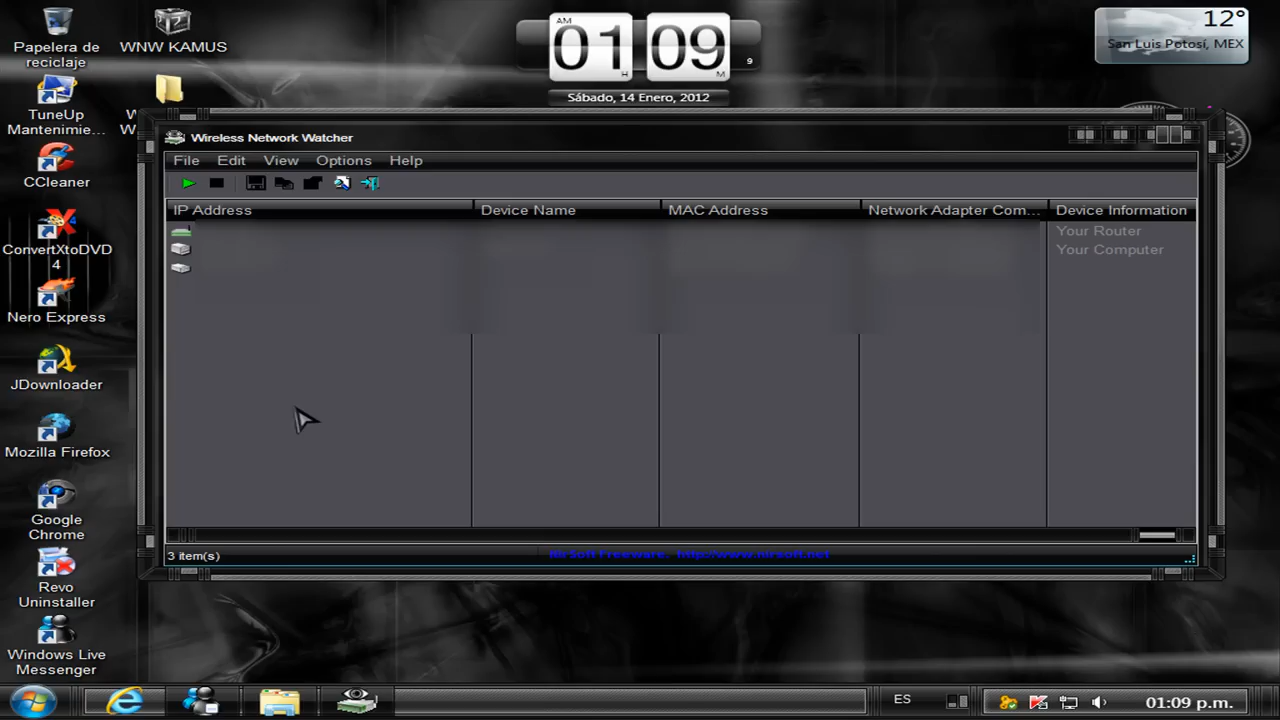 Papelera de
reciclaje
WNW KAMUS
AM
01
H
09
M
9
Sábado, 14 Enero, 2012
12°
San Luis Potosí, MEX
TuneUp
Mantenimie...
CCleaner
ConvertXtoDVD
4
Nero Express
JDownloader
Mozilla Firefox
Google
Chrome
Revo
Uninstaller
Windows Live
Messenger
Wireless Network Watcher
File Edit View Options Help
IP Address Device Name MAC Address Network Adapter Com... Device Information
Your Router
Your Computer
3 item(s)
NirSoft Freeware. http://www.nirsoft.net
ES
01:09 p.m.